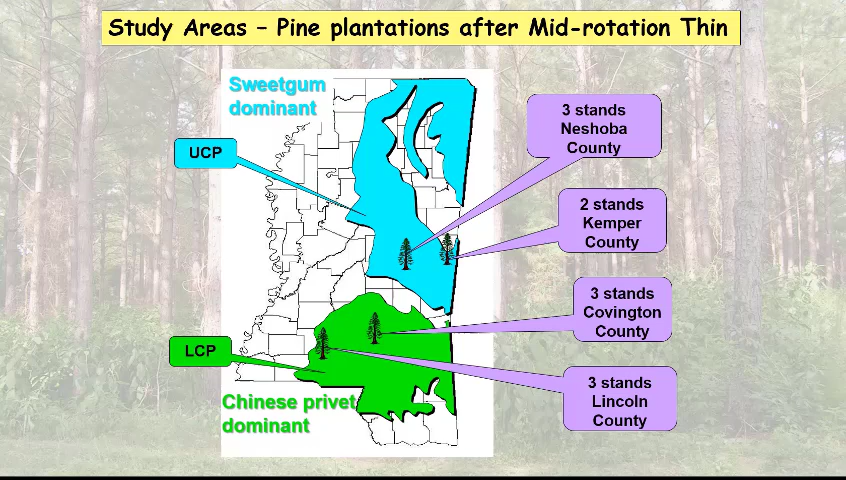 Study Areas – Pine plantations after Mid-rotation Thin
Sweetgum
dominant
UCP
3 stands
Neshoba
County
2 stands
Kemper
County
3 stands
Covington
County
LCP
3 stands
Lincoln
County
Chinese privet
dominant